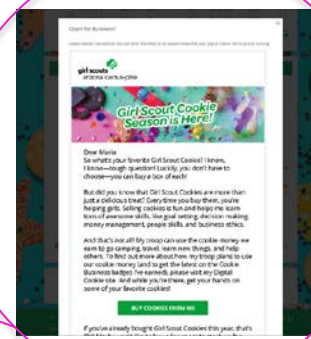 Open for Business!
girl scouts
arizona cactus-pine
Girl Scout Cookie
Season is Here!
Dear Maria
So what's your favorite Girl Scout Cookie? I know,
I know—tough question! Luckily, you don't have to
choose—you can buy a box of each!
But did you know that Girl Scout Cookies are more than
just a delicious treat? Every time you buy them, you're
helping girls. Selling cookies is fun and helps me learn
tons of awesome skills, like goal setting, decision making,
money management, people skills, and business ethics.
And that's not all! My troop can use the cookie money we
earn to go camping, travel, learn new things, and help
others. To find out more about how my troop plans to use
our cookie money (and to get the latest on the Cookie
Business badges I've earned), please visit my Digital
Cookie site. And while you're there, get your hands on
some of your favorite cookies!
BUY COOKIES FROM ME
If you've already bought Girl Scout Cookies this year, that's